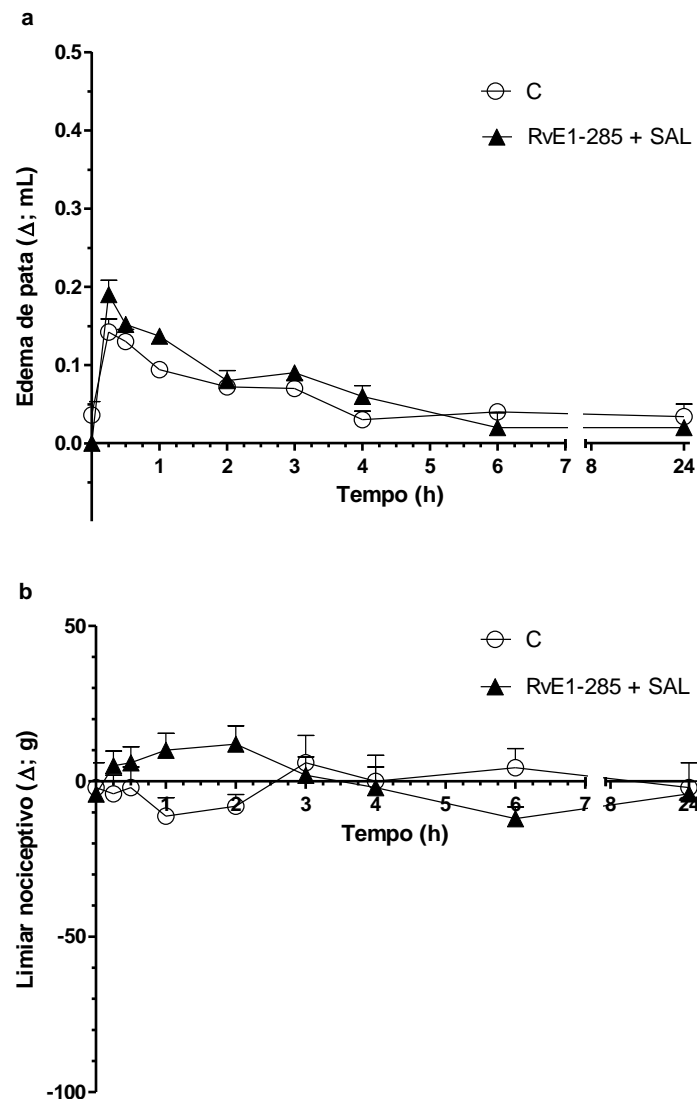 a
0.5
0.4
0.3
0.2
0.1
0.0
Edema de pata (Δ; mL)
C
RvE1-285 + SAL
1 2 3 4 5 6 7 8 24
Tempo (h)
b
50
0
-50
-100
Limiar nociceptivo (Δ; g)
C
RvE1-285 + SAL
1 2 3 4 5 6 7 8 24
Tempo (h)